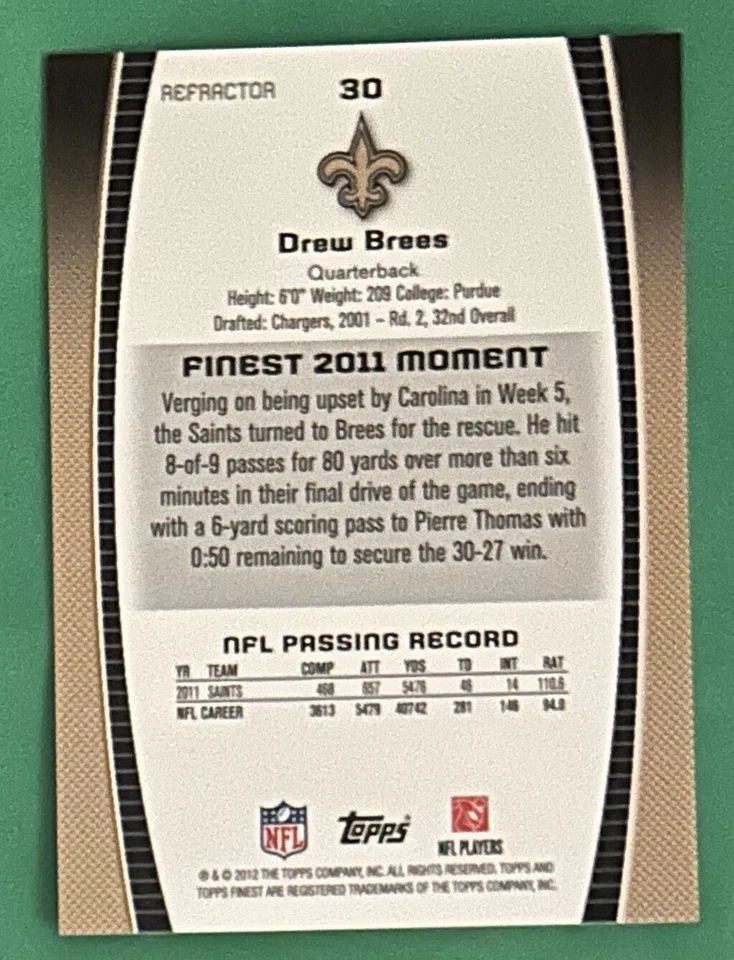 REFRACTOR 30
Drew Brees
Quarterback
Height: 6'0" Weight: 209 College: Purdue
Drafted: Chargers, 2001 – Rd. 2, 32nd Overall
FINEST 2011 MOMENT
Verging on being upset by Carolina in Week 5,
the Saints turned to Brees for the rescue. He hit
8-of-9 passes for 80 yards over more than six
minutes in their final drive of the game, ending
with a 6-yard scoring pass to Pierre Thomas with
0:50 remaining to secure the 30-27 win.
NFL PASSING RECORD
YR TEAM COMP ATT YDS TD INT RAT
2011 SAINTS 468 657 5476 46 14 110.6
NFL CAREER 3613 5479 40742 281 146 94.0
NFL Topps NFL PLAYERS
® & © 2012 THE TOPPS COMPANY, INC. ALL RIGHTS RESERVED. TOPPS AND
TOPPS FINEST ARE REGISTERED TRADEMARKS OF THE TOPPS COMPANY, INC.